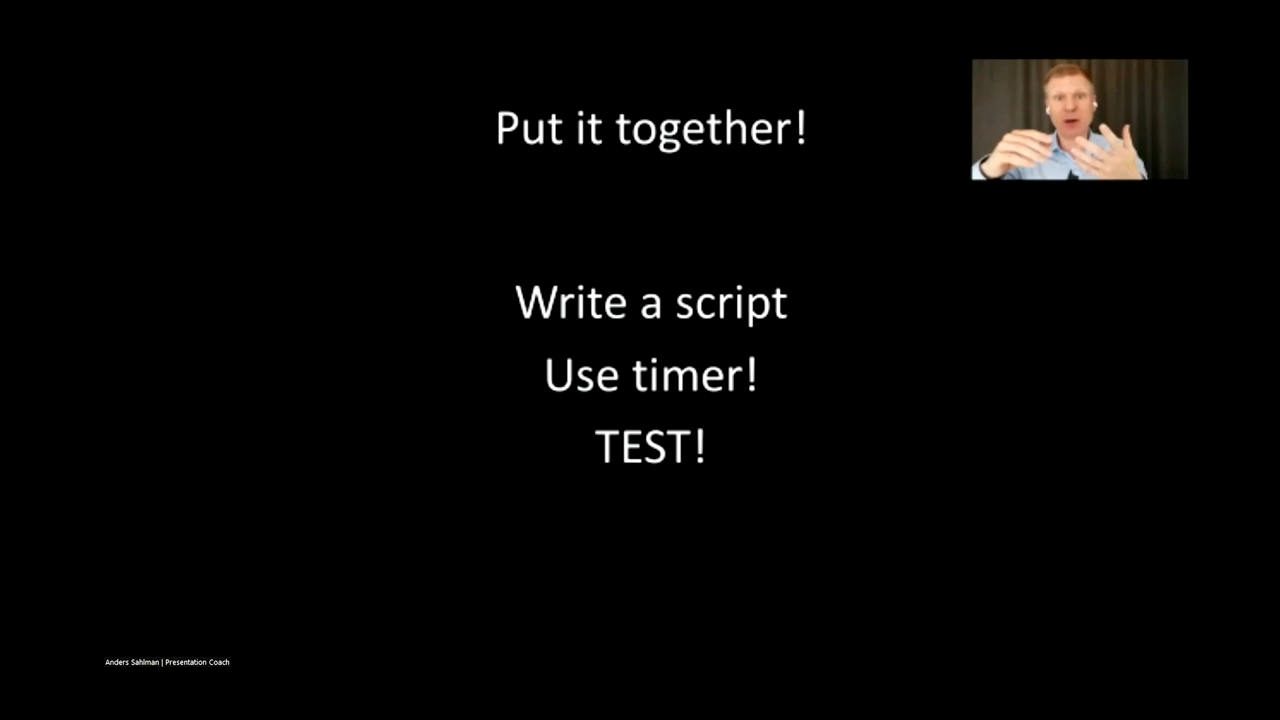 Put it together!
Write a script
Use timer!
TEST!
Anders Sahlman | Presentation Coach